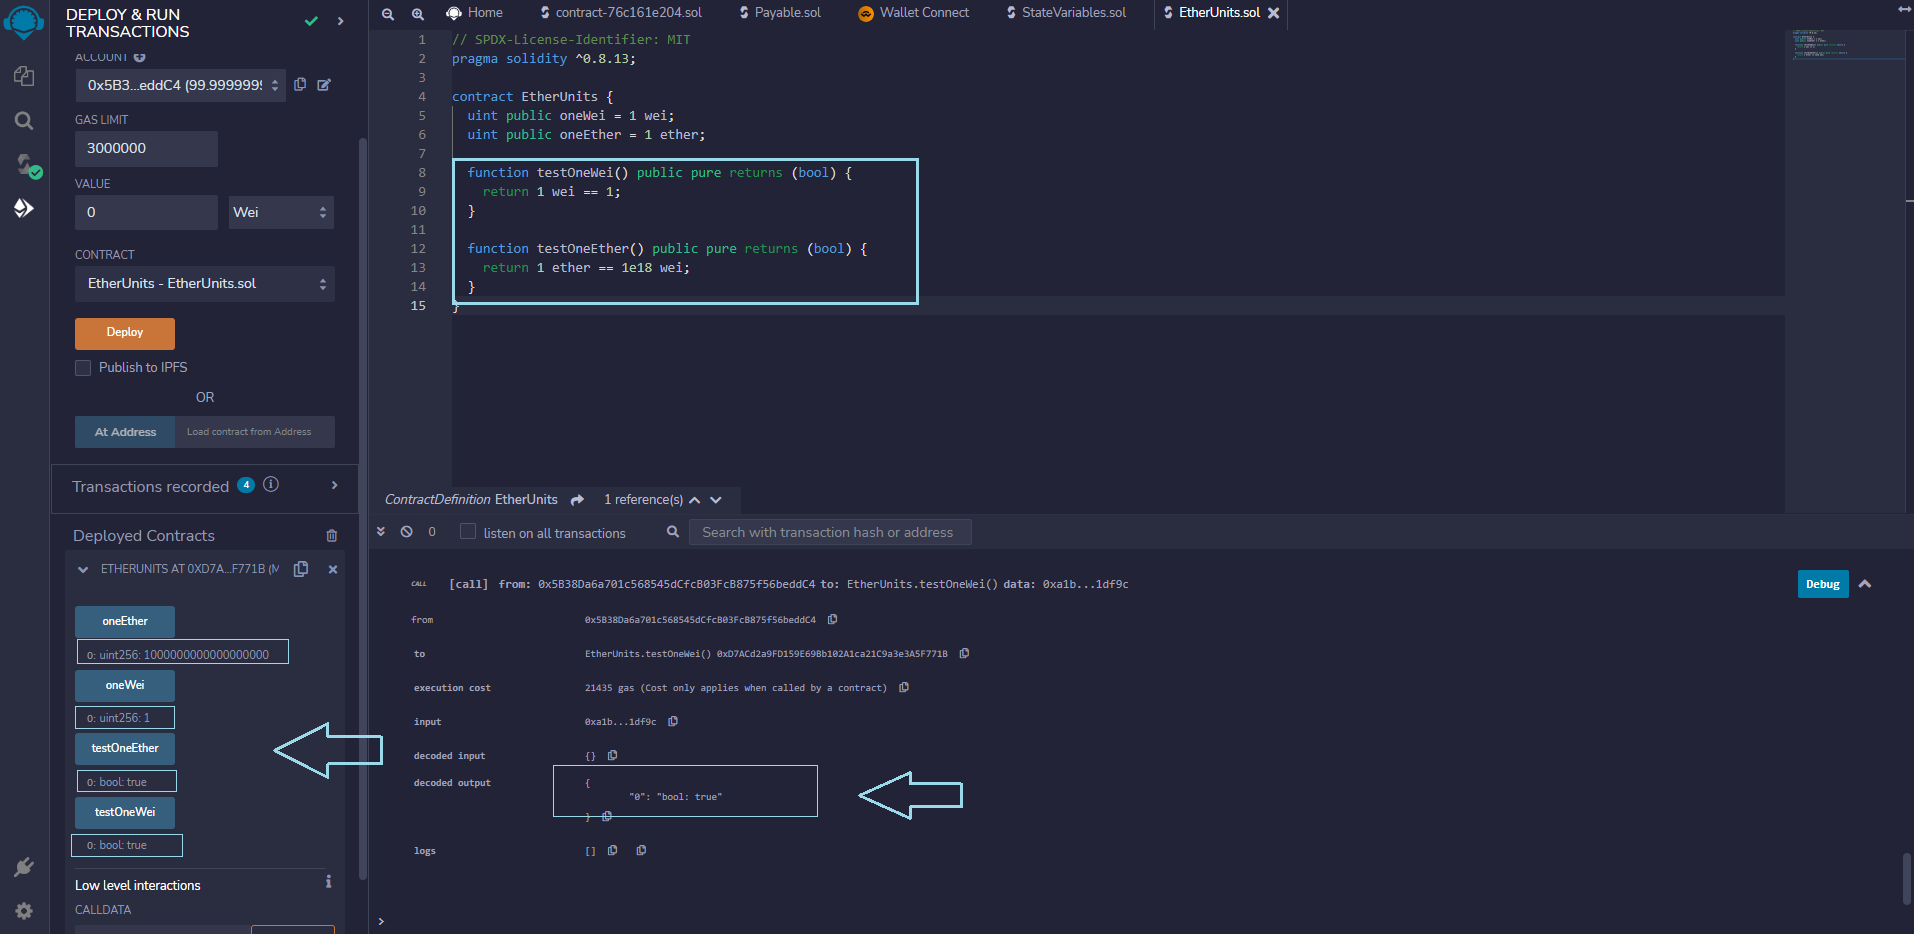 DEPLOY & RUN
TRANSACTIONS
ACCOUNT
0x5B3...eddC4 (99.9999999
GAS LIMIT
3000000
VALUE
0
Wei
CONTRACT
EtherUnits - EtherUnits.sol
Deploy
Publish to IPFS
OR
At Address
Load contract from Address
Transactions recorded 4
Deployed Contracts
ETHERUNITS AT 0XD7A...F771B (M
oneEther
0: uint256: 1000000000000000000
oneWei
0: uint256: 1
testOneEther
0: bool: true
testOneWei
0: bool: true
Low level interactions
CALLDATA
Home
contract-76c161e204.sol
Payable.sol
Wallet Connect
StateVariables.sol
EtherUnits.sol
1 // SPDX-License-Identifier: MIT
2 pragma solidity ^0.8.13;
3
4 contract EtherUnits {
5 uint public oneWei = 1 wei;
6 uint public oneEther = 1 ether;
7
8 function testOneWei() public pure returns (bool) {
9 return 1 wei == 1;
10 }
11
12 function testOneEther() public pure returns (bool) {
13 return 1 ether == 1e18 wei;
14 }
15 }
ContractDefinition EtherUnits 1 reference(s)
0 listen on all transactions Search with transaction hash or address
CALL [call] from: 0x5B38Da6a701c568545dCfcB03FcB875f56beddC4 to: EtherUnits.testOneWei() data: 0xa1b...1df9c
Debug
from 0x5B38Da6a701c568545dCfcB03FcB875f56beddC4
to EtherUnits.testOneWei() 0xD7ACd2a9FD159E69Bb102A1ca21C9a3e3A5F771B
execution cost 21435 gas (Cost only applies when called by a contract)
input 0xa1b...1df9c
decoded input {}
decoded output {
"0": "bool: true"
}
logs []
>